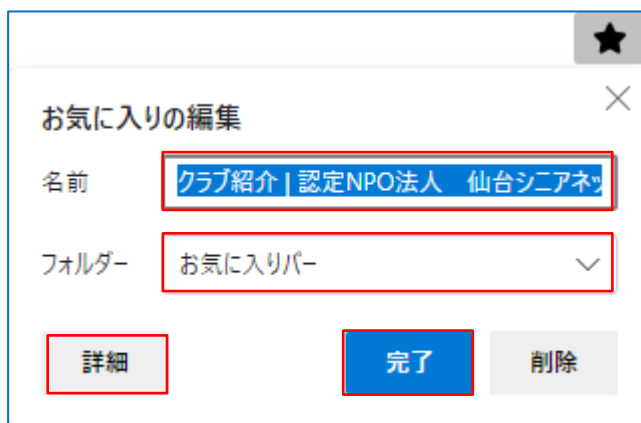 お気に入りの編集
名前 クラブ紹介 | 認定NPO法人　仙台シニアネッ
フォルダー お気に入りバー
詳細 完了 削除